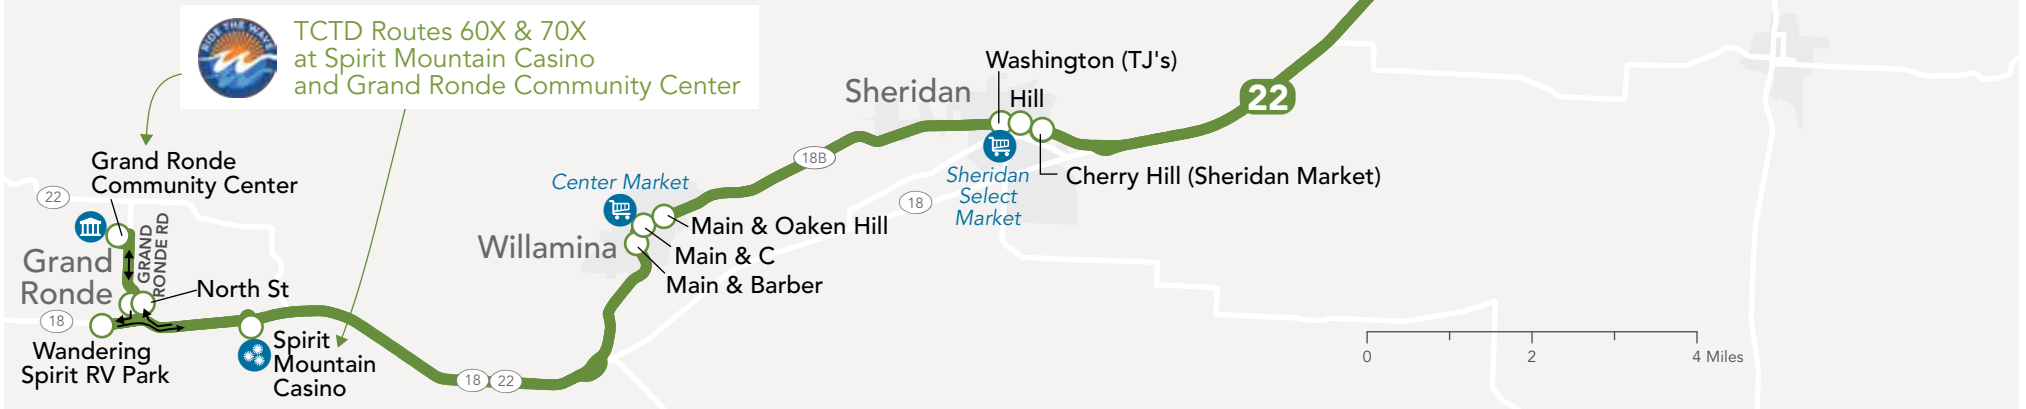 RIDE THE WAVE
TCTD Routes 60X & 70X
at Spirit Mountain Casino
and Grand Ronde Community Center
Washington (TJ's)
Sheridan
Hill
22
18B
Grand Ronde
Community Center
Center Market
Sheridan
Select
Market
Cherry Hill (Sheridan Market)
22
18
Main & Oaken Hill
Willamina
Main & C
Main & Barber
GRAND
RONDE RD
Grand
Ronde
North St
18
Wandering
Spirit RV Park
Spirit
Mountain
Casino
18
22
0
2
4 Miles